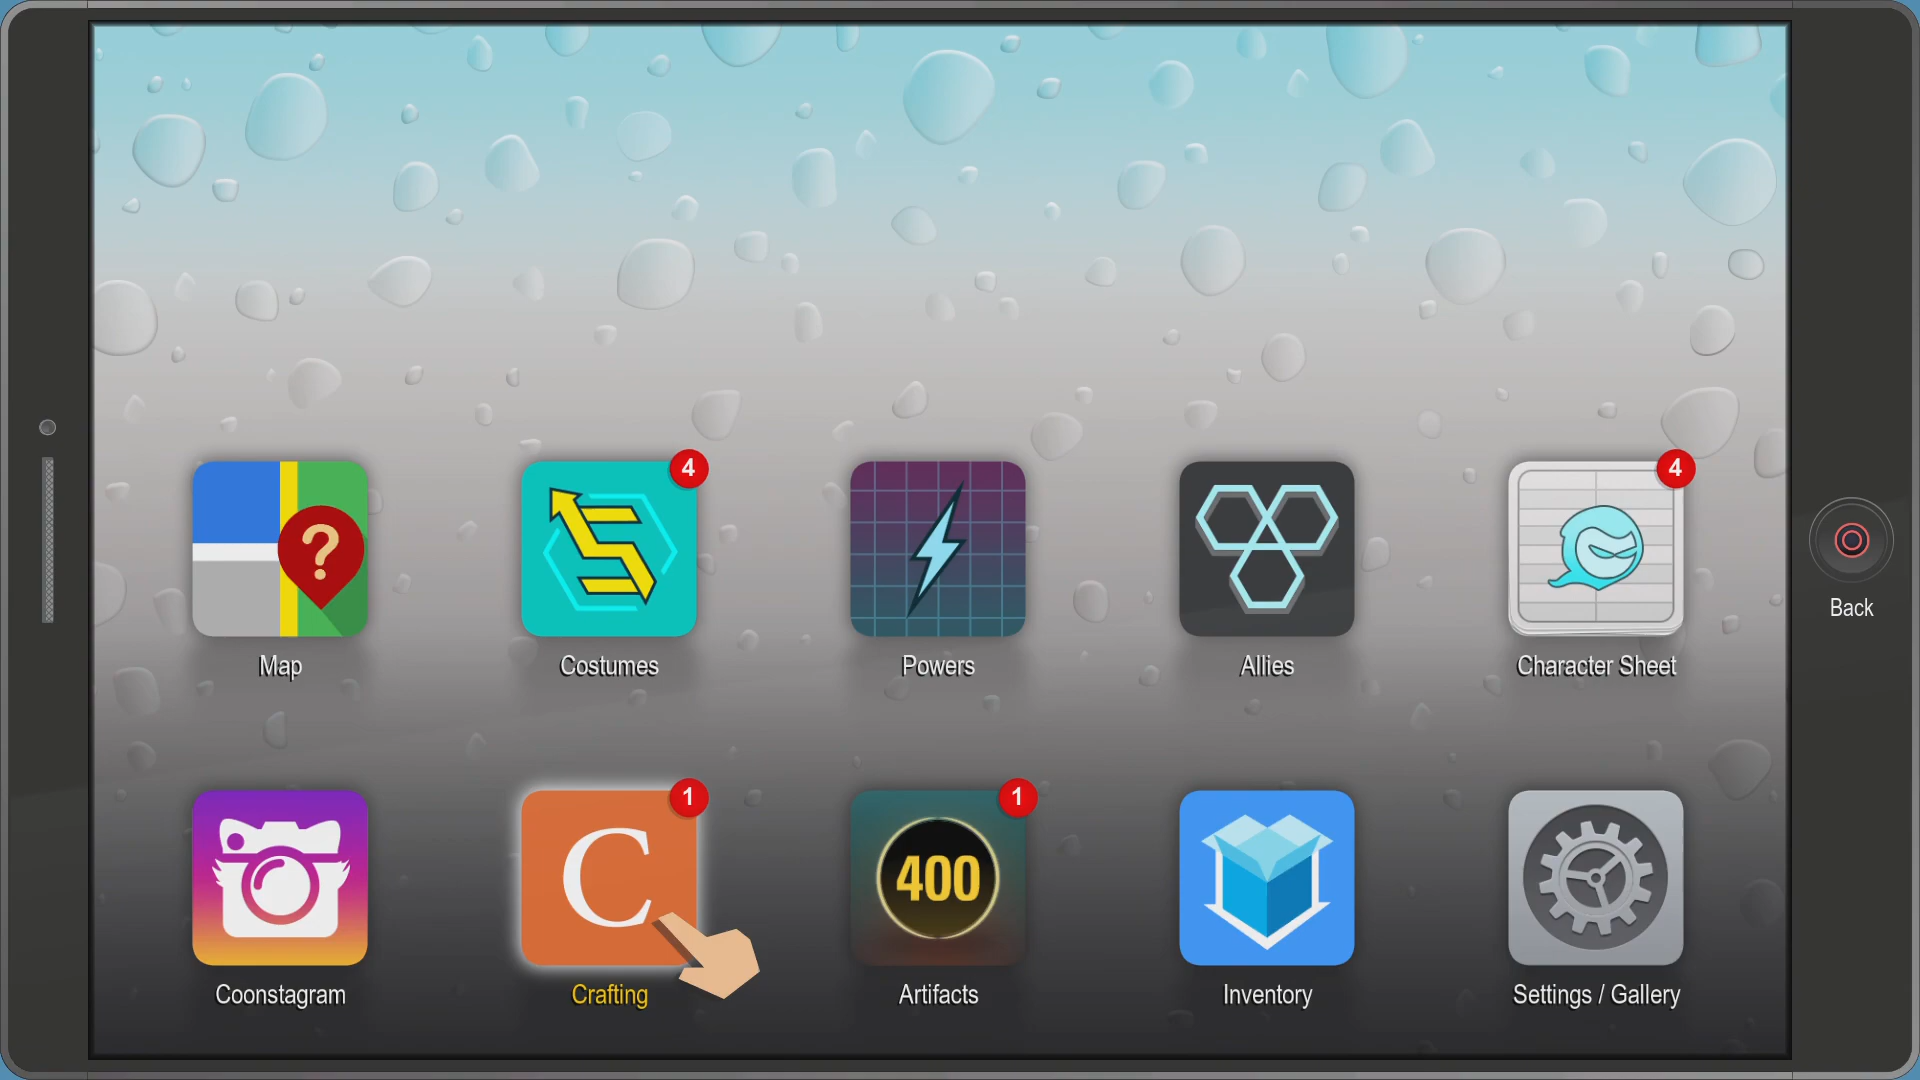 4
4
?
Map
Costumes
Powers
Allies
Character Sheet
Back
1
1
C
400
Coonstagram
Crafting
Artifacts
Inventory
Settings / Gallery